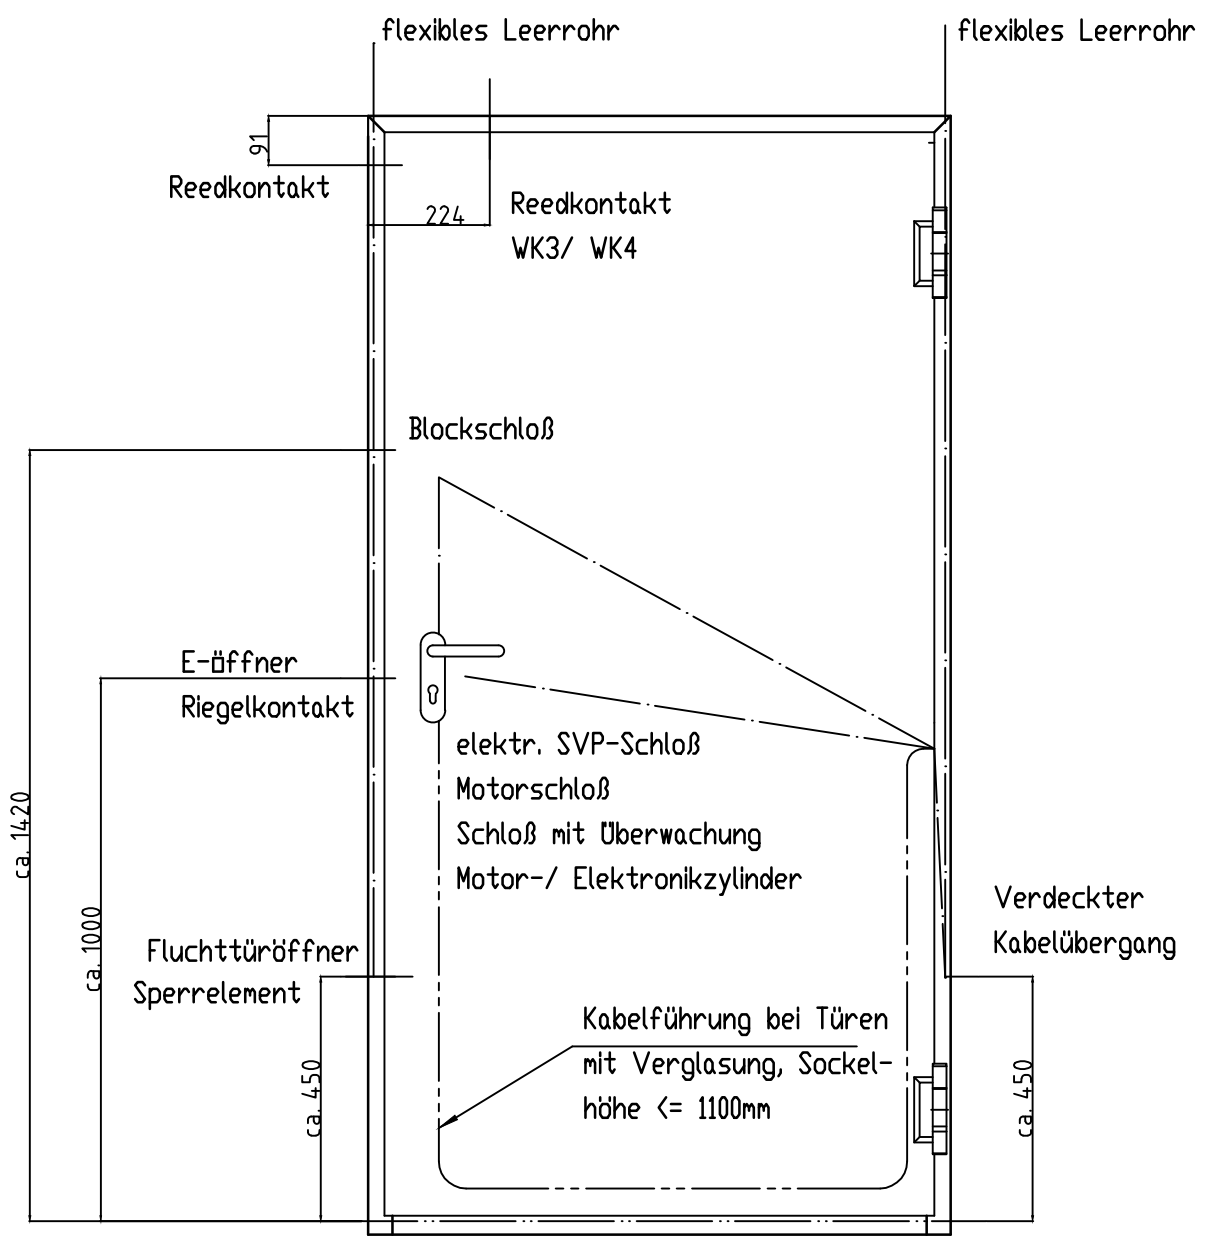 flexibles Leerrohr
flexibles Leerrohr
91
Reedkontakt
224
Reedkontakt
WK3/ WK4
Blockschloß
E-öffner
Riegelkontakt
elektr. SVP-Schloß
Motorschloß
Schloß mit Überwachung
Motor-/ Elektronikzylinder
ca. 1420
ca. 1000
Fluchttüröffner
Sperrelement
Verdeckter
Kabelübergang
Kabelführung bei Türen
mit Verglasung, Sockel-
höhe <= 1100mm
ca. 450
ca. 450